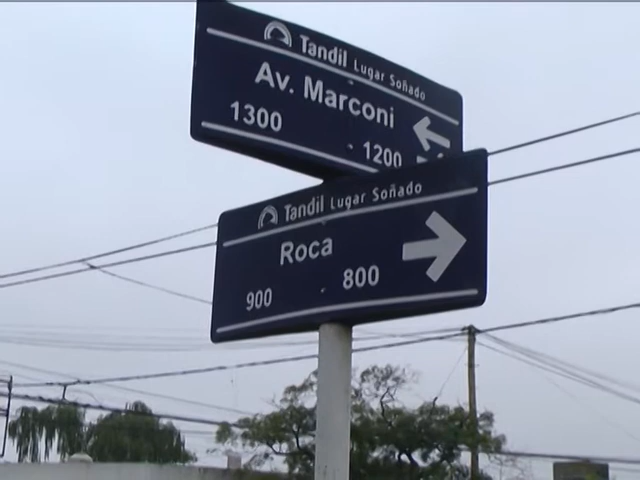 Tandil Lugar Soñado
Av. Marconi
1300 1200
Tandil Lugar Soñado
Roca
900 800